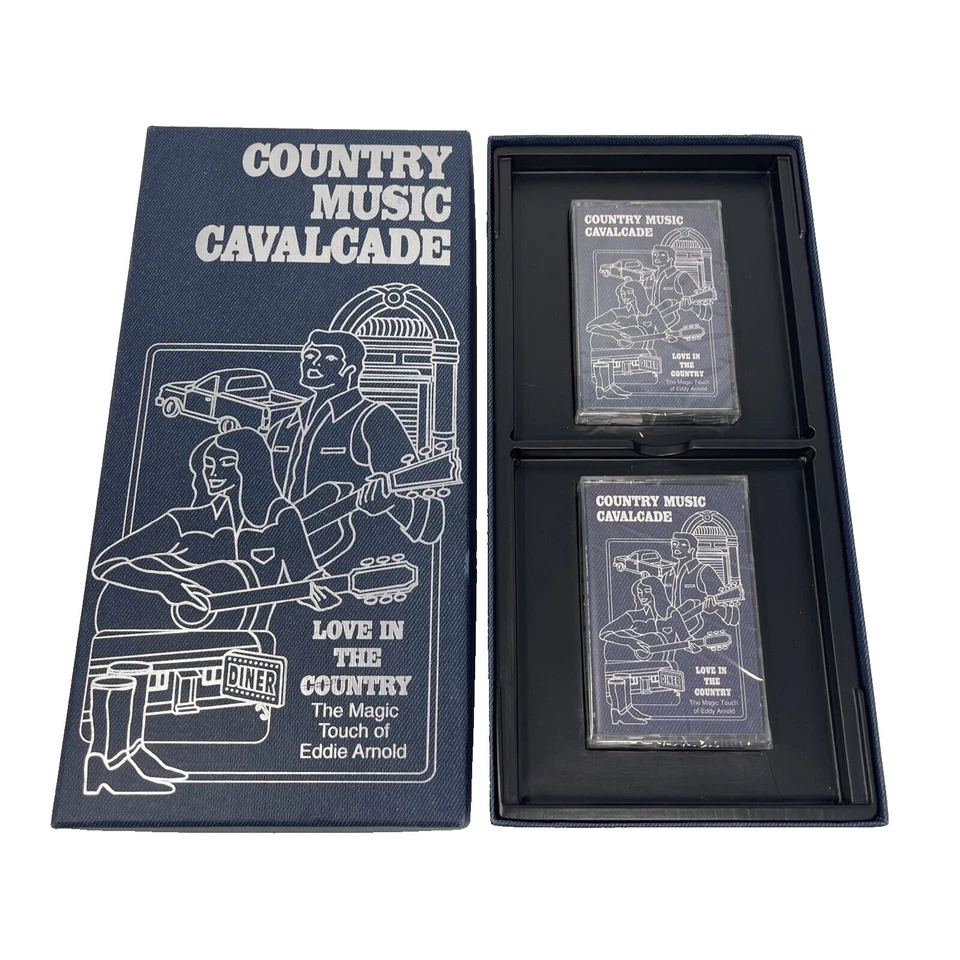 COUNTRY
MUSIC
CAVALCADE
DINER
LOVE IN
THE
COUNTRY
The Magic
Touch of
Eddie Arnold
COUNTRY MUSIC
CAVALCADE
DINER
LOVE IN
THE
COUNTRY
The Magic Touch
of Eddy Arnold
COUNTRY MUSIC
CAVALCADE
DINER
LOVE IN
THE
COUNTRY
The Magic Touch
of Eddy Arnold